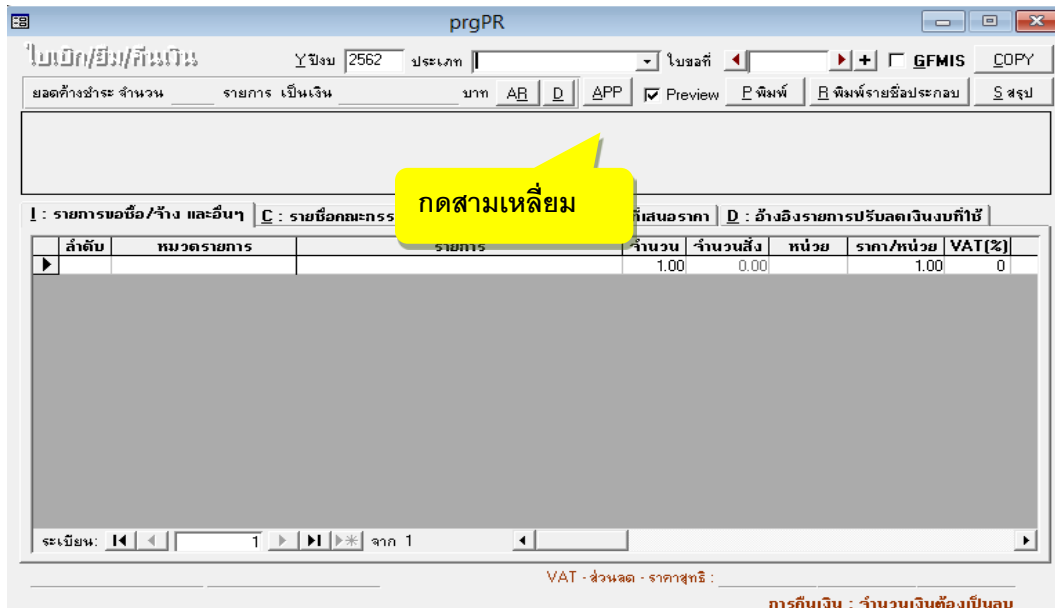 prgPR
ใบเบิก/ยืม/คืนเงิน Y ปีงบ 2562 ประเภท ใบขอที่ + GFMIS COPY
ยอดค้างชำระ จำนวน รายการ เป็นเงิน บาท AR D APP Preview P พิมพ์ R พิมพ์รายชื่อประกอบ S สรุป
กดสามเหลี่ยม
I : รายการขอซื้อ/จ้าง และอื่นๆ C : รายชื่อคณะกรร ที่เสนอราคา D : อ้างอิงรายการปรับลดเงินงบที่ใช้
ลำดับ หมวดรายการ รายการ จำนวน จำนวนสั่ง หน่วย ราคา/หน่วย VAT(%)
1.00 0.00 1.00 0
ระเบียน: 1 จาก 1
VAT - ส่วนลด - ราคาสุทธิ :
การคืนเงิน : จำนวนเงินต้องเป็นลบ